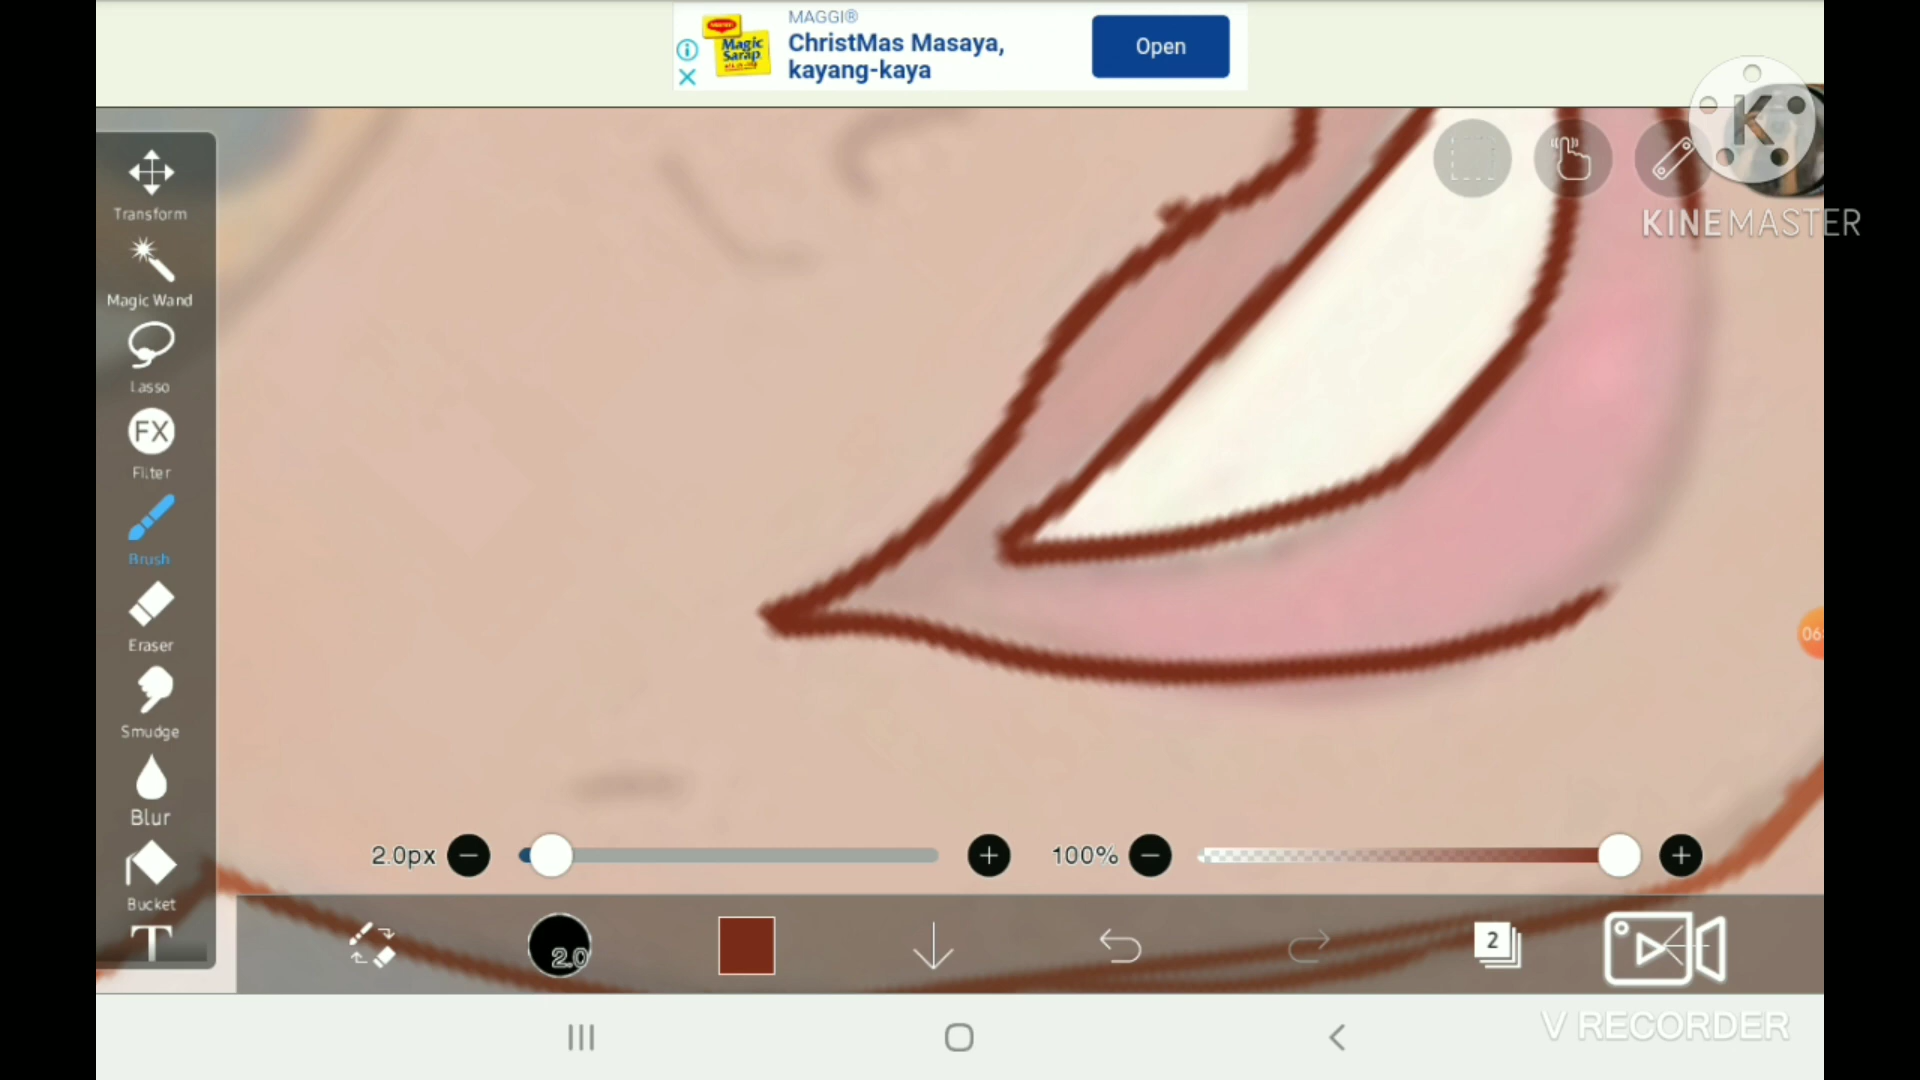 MAGGI®
Magic
Sarap
ChristMas Masaya,
kayang-kaya
Open
K
KINEMASTER
Transform
Magic Wand
Lasso
FX
Filter
Brush
Eraser
Smudge
Blur
Bucket
T
06
2.0px
100%
2.0
2
V RECORDER